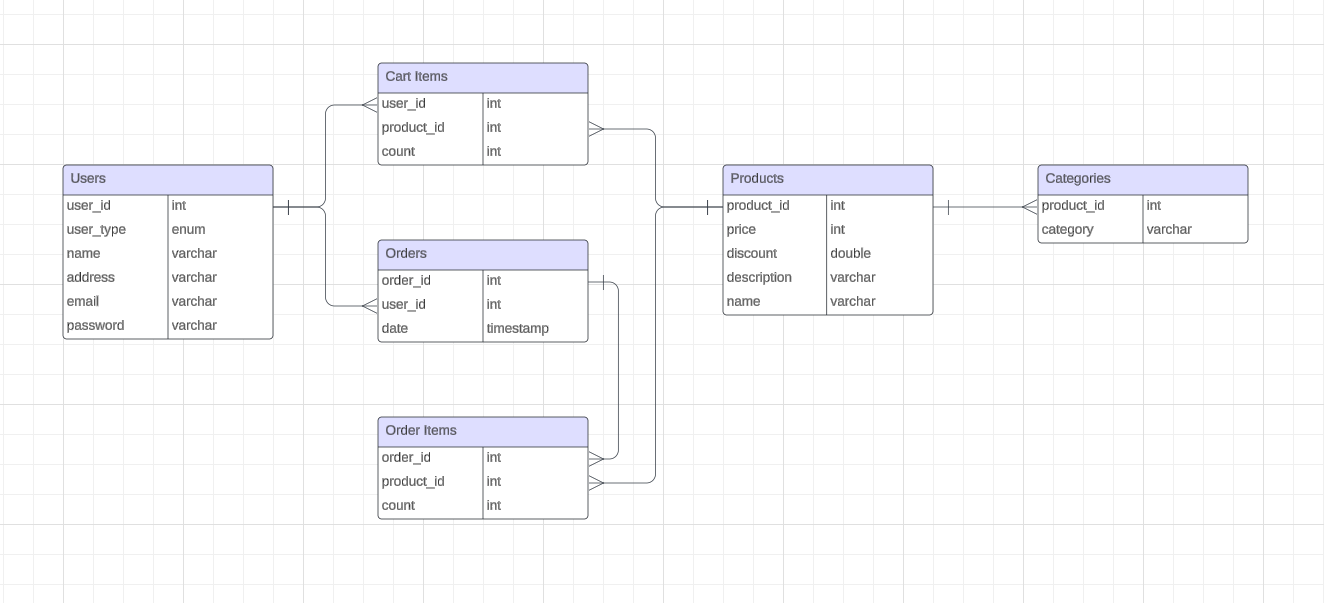 Cart Items
user_id int
product_id int
count int
Users
user_id int
user_type enum
name varchar
address varchar
email varchar
password varchar
Orders
order_id int
user_id int
date timestamp
Order Items
order_id int
product_id int
count int
Products
product_id int
price int
discount double
description varchar
name varchar
Categories
product_id int
category varchar